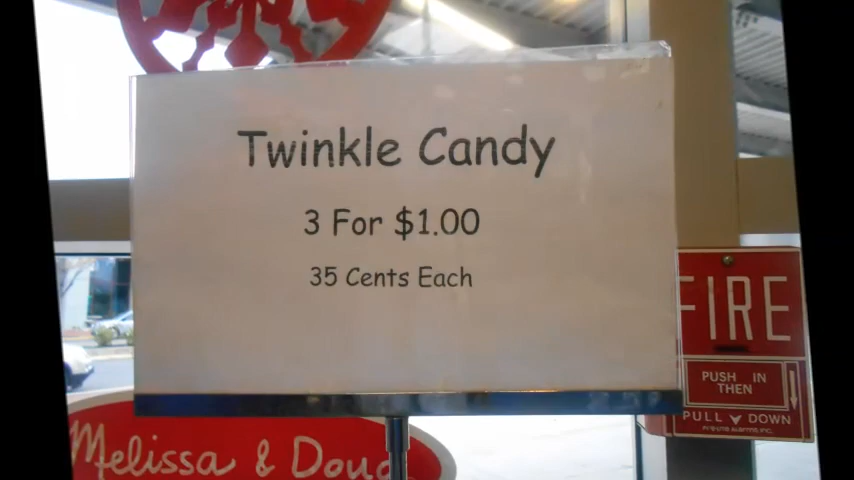 Twinkle Candy
3 For $1.00
35 Cents Each
FIRE
PUSH IN
THEN
PULL DOWN
Melissa & Doug